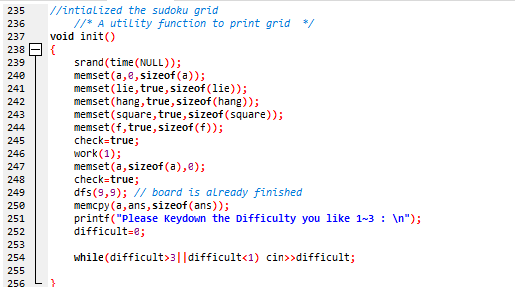 235 //intialized the sudoku grid
236 //* A utility function to print grid */
237 void init()
238 {
239 srand(time(NULL));
240 memset(a,0,sizeof(a));
241 memset(lie,true,sizeof(lie));
242 memset(hang,true,sizeof(hang));
243 memset(square,true,sizeof(square));
244 memset(f,true,sizeof(f));
245 check=true;
246 work(1);
247 memset(a,sizeof(a),0);
248 check=true;
249 dfs(9,9); // board is already finished
250 memcpy(a,ans,sizeof(ans));
251 printf("Please Keydown the Difficulty you like 1~3 : \n");
252 difficult=0;
253
254 while(difficult>3||difficult<1) cin>>difficult;
255
256 }